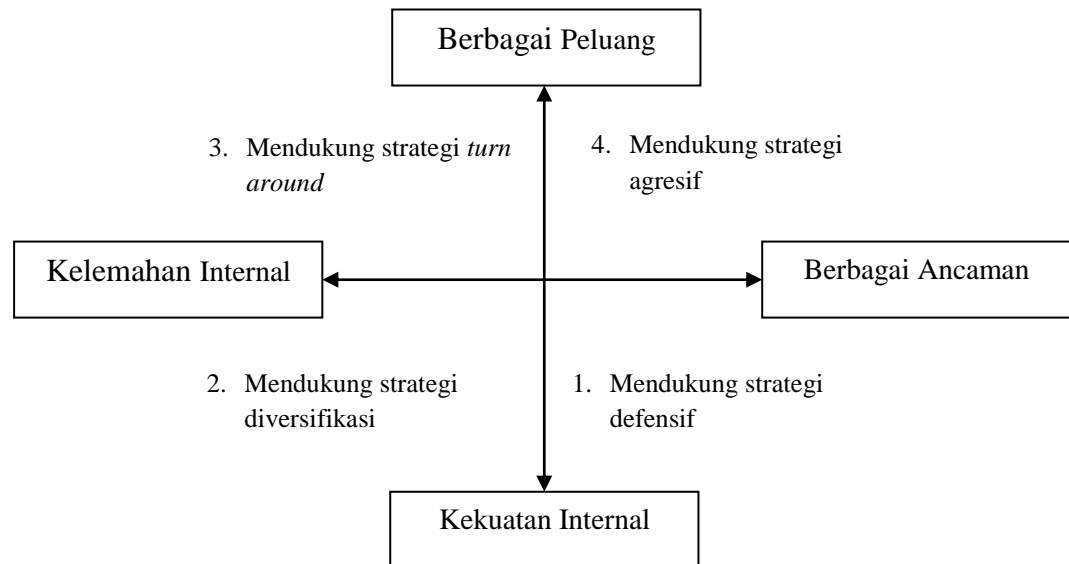 Berbagai Peluang
3. Mendukung strategi turn
around
4. Mendukung strategi
agresif
Kelemahan Internal
Berbagai Ancaman
2. Mendukung strategi
diversifikasi
1. Mendukung strategi
defensif
Kekuatan Internal